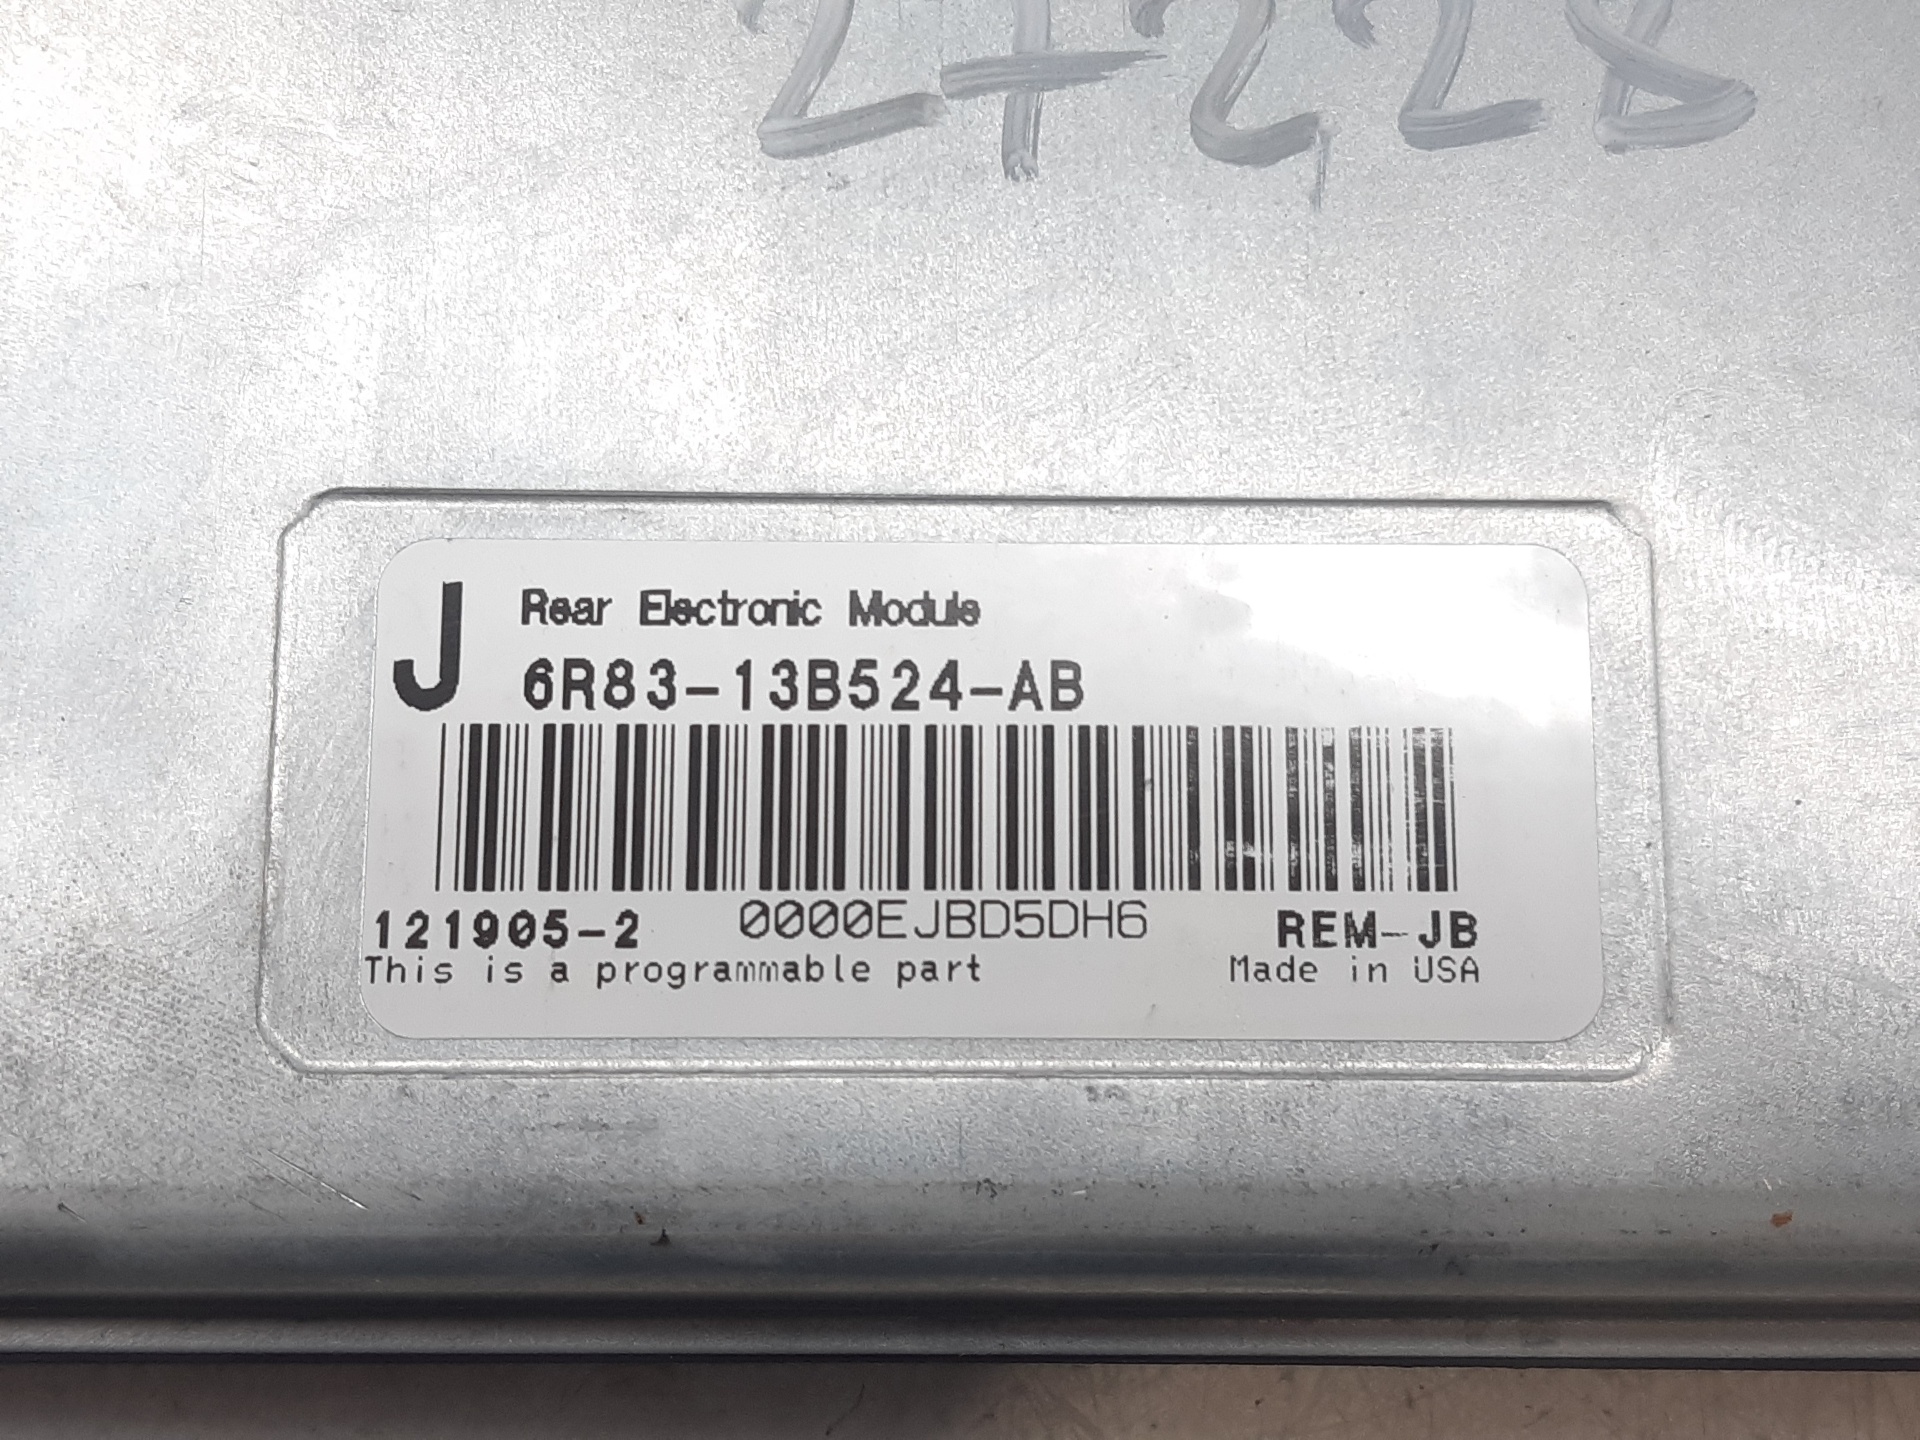 27228
J Rear Electronic Module
6R83-13B524-AB
121905-2 0000EJBD5DH6 REM-JB
This is a programmable part Made in USA